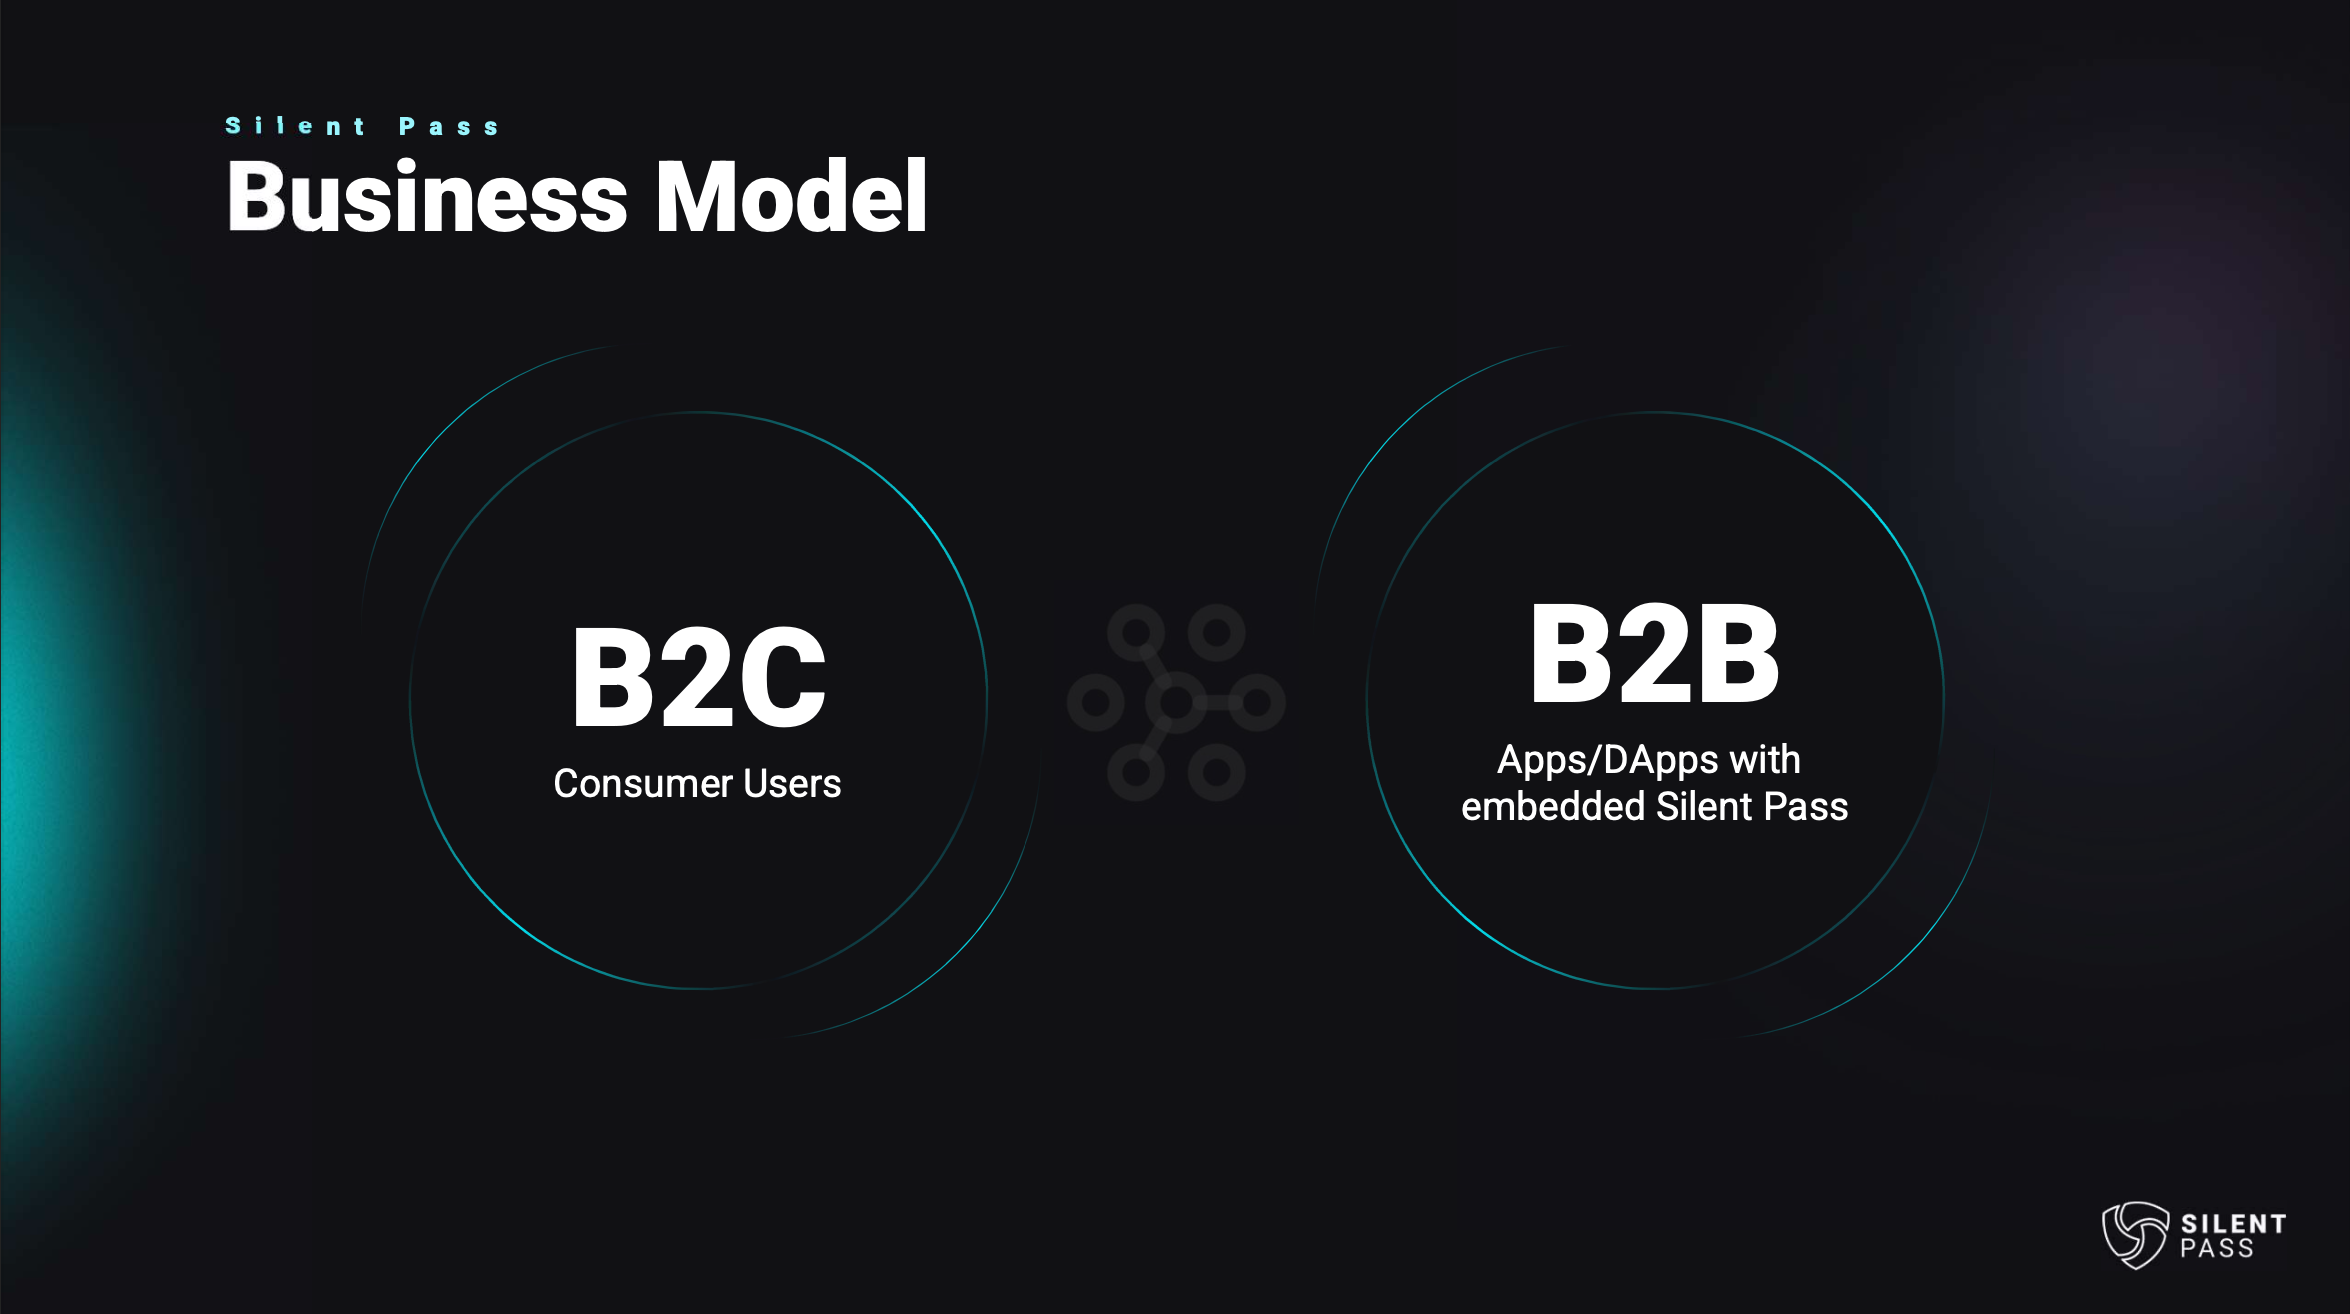 Silent Pass
Business Model
B2C
Consumer Users
B2B
Apps/DApps with
embedded Silent Pass
SILENT
PASS